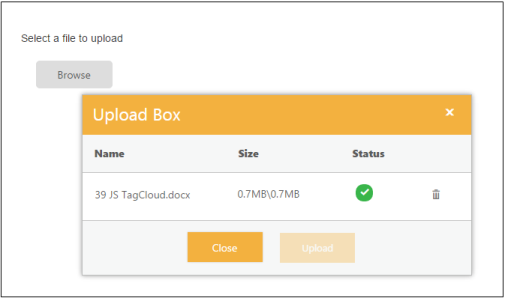 Select a file to upload
Browse
Upload Box
Name Size Status
39 JS TagCloud.docx 0.7MB\0.7MB
Close Upload